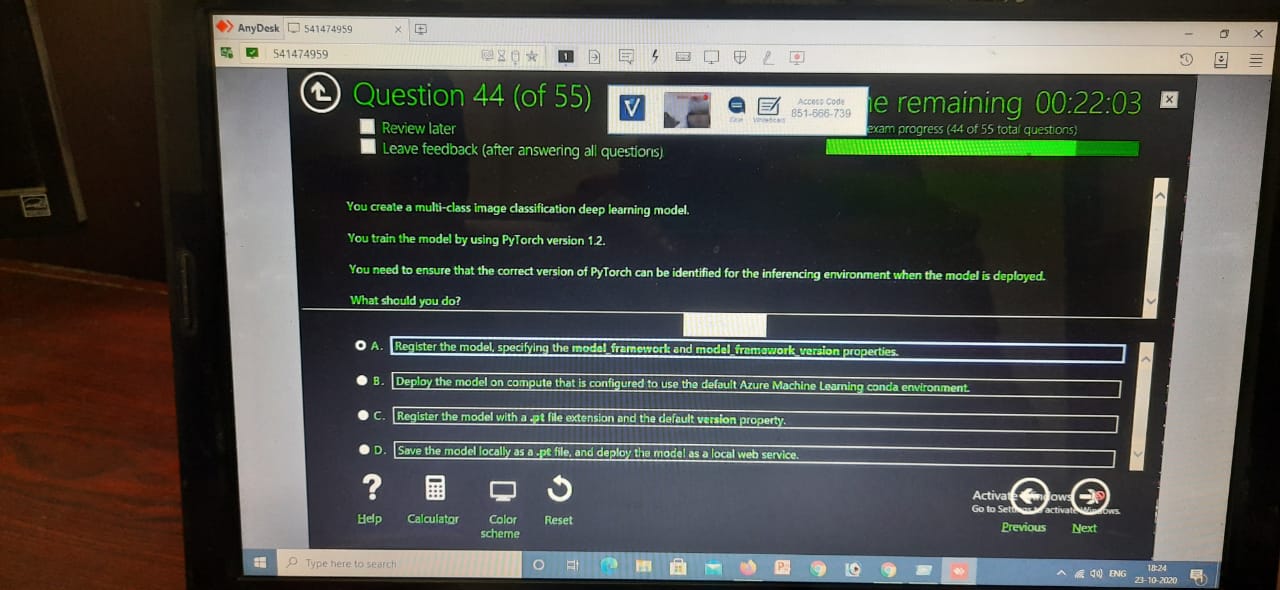 AnyDesk
541474959
541474959
1
Question 44 (of 55)
Review later
Leave feedback (after answering all questions)
Access Code
851-666-739
e remaining 00:22:03
exam progress (44 of 55 total questions)
You create a multi-class image classification deep learning model.
You train the model by using PyTorch version 1.2.
You need to ensure that the correct version of PyTorch can be identified for the inferencing environment when the model is deployed.
What should you do?
A. Register the model, specifying the model_framework and model_framework_version properties.
B. Deploy the model on compute that is configured to use the default Azure Machine Learning conda environment.
C. Register the model with a .pt file extension and the default version property.
D. Save the model locally as a .pt file, and deploy the model as a local web service.
Help
Calculator
Color
scheme
Reset
Activate Windows
Go to Settings to activate Windows.
Previous
Next
Type here to search
ENG
18:24
23-10-2020